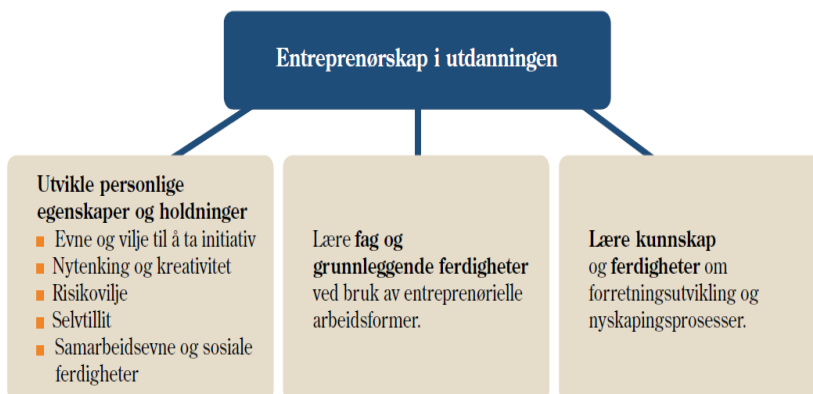 Entreprenørskap i utdanningen
Utvikle personlige
egenskaper og holdninger
Evne og vilje til å ta initiativ
Nytenking og kreativitet
Risikovilje
Selvtillit
Samarbeidsevne og sosiale
ferdigheter
Lære fag og
grunnleggende ferdigheter
ved bruk av entreprenørielle
arbeidsformer.
Lære kunnskap
og ferdigheter om
forretningsutvikling og
nyskapingsprosesser.